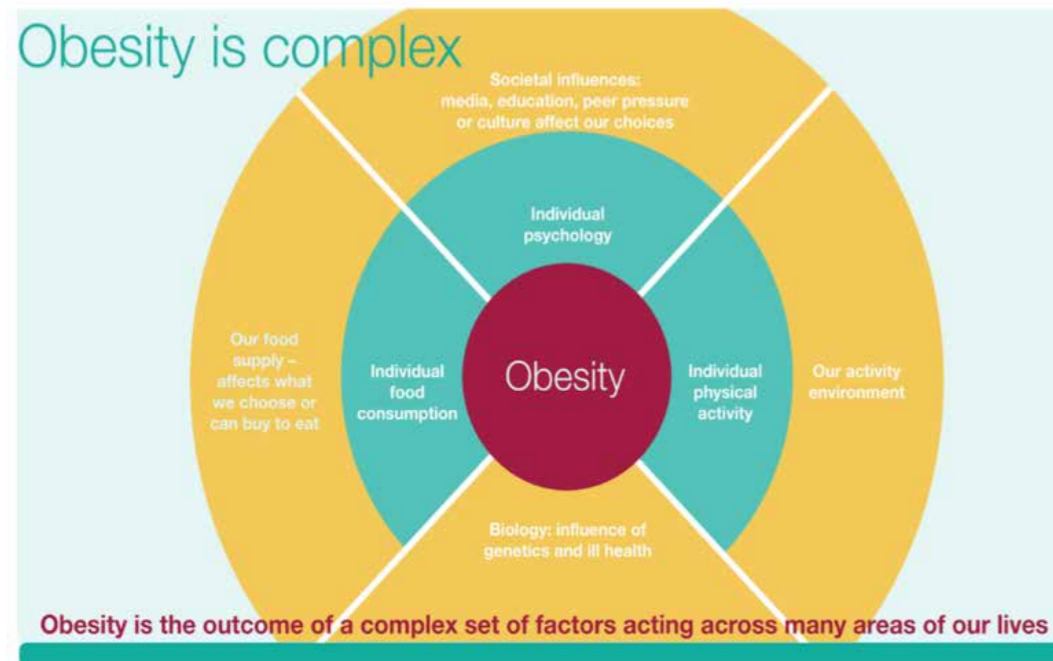 Obesity is complex
Societal influences:
media, education, peer pressure
or culture affect our choices
Individual
psychology
Our food
supply –
affects what
we choose or
can buy to eat
Individual
food
consumption
Obesity
Individual
physical
activity
Our activity
environment
Biology: influence of
genetics and ill health
Obesity is the outcome of a complex set of factors acting across many areas of our lives